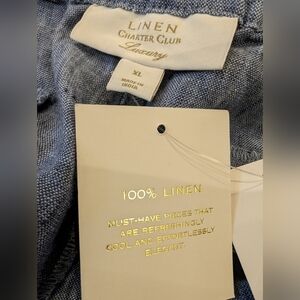 LINEN
CHARTER CLUB
Luxury
XL
MADE IN
INDIA
100% LINEN
MUST-HAVE PIECES THAT
ARE REFRESHINGLY
COOL AND EFFORTLESSLY
ELEGANT.